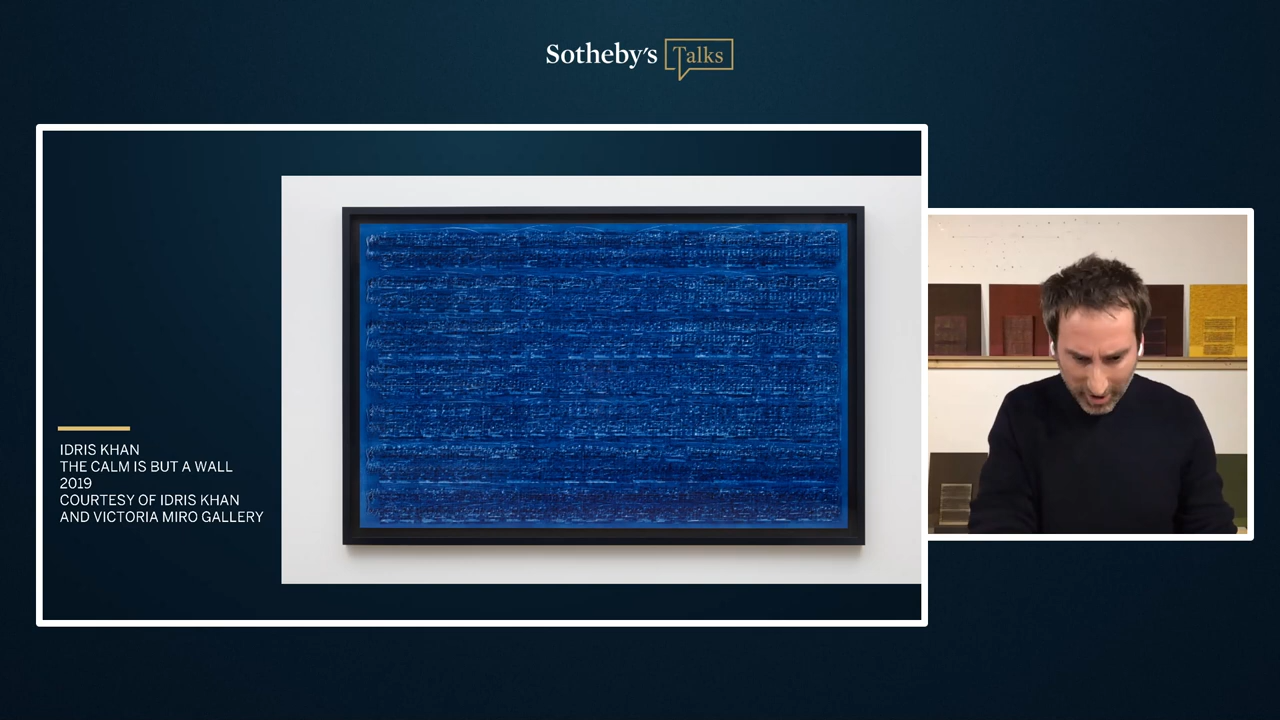 Sotheby's Talks
IDRIS KHAN
THE CALM IS BUT A WALL
2019
COURTESY OF IDRIS KHAN
AND VICTORIA MIRO GALLERY